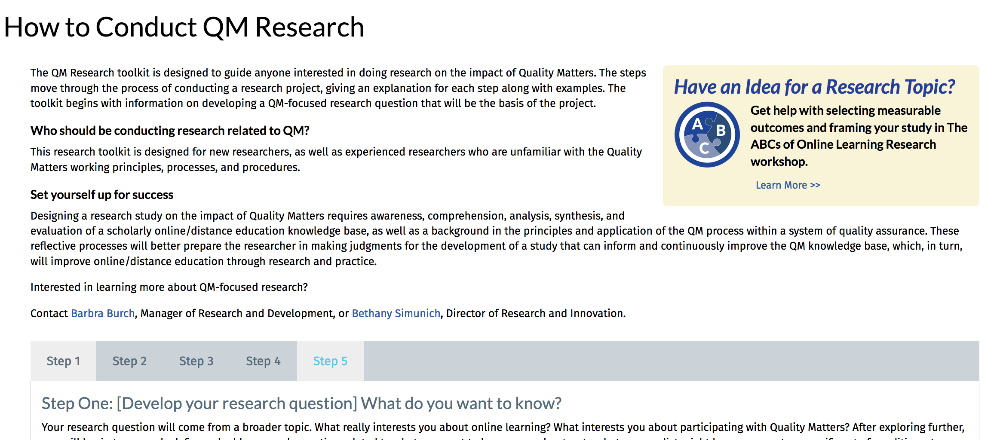 How to Conduct QM Research
The QM Research toolkit is designed to guide anyone interested in doing research on the impact of Quality Matters. The steps
move through the process of conducting a research project, giving an explanation for each step along with examples. The
toolkit begins with information on developing a QM-focused research question that will be the basis of the project.
Who should be conducting research related to QM?
This research toolkit is designed for new researchers, as well as experienced researchers who are unfamiliar with the Quality
Matters working principles, processes, and procedures.
Set yourself up for success
Designing a research study on the impact of Quality Matters requires awareness, comprehension, analysis, synthesis, and
evaluation of a scholarly online/distance education knowledge base, as well as a background in the principles and application of the QM process within a system of quality assurance. These
reflective processes will better prepare the researcher in making judgments for the development of a study that can inform and continuously improve the QM knowledge base, which, in turn,
will improve online/distance education through research and practice.
Interested in learning more about QM-focused research?
Contact Barbra Burch, Manager of Research and Development, or Bethany Simunich, Director of Research and Innovation.
Have an Idea for a Research Topic?
A
B
C
Get help with selecting measurable
outcomes and framing your study in The
ABCs of Online Learning Research
workshop.
Learn More >>
Step 1 Step 2 Step 3 Step 4 Step 5
Step One: [Develop your research question] What do you want to know?
Your research question will come from a broader topic. What really interests you about online learning? What interests you about participating with Quality Matters? After exploring further,